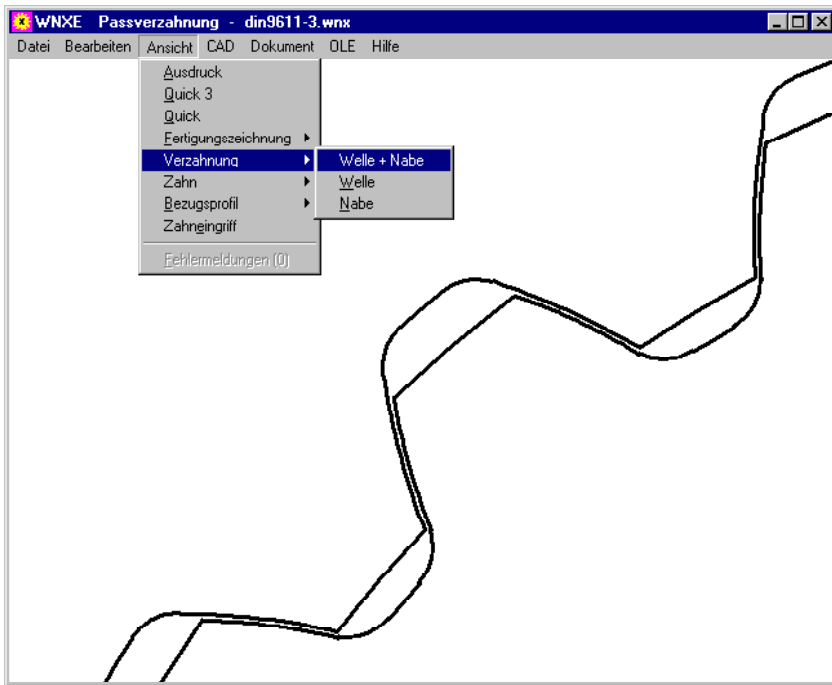 WNXE Passverzahnung - din9611-3.wnx
Datei Bearbeiten Ansicht CAD Dokument OLE Hilfe
Ausdruck
Quick 3
Quick
Fertigungszeichnung
Verzahnung
Zahn
Bezugsprofil
Zahneingriff
Fehlermeldungen (0)
Welle + Nabe
Welle
Nabe